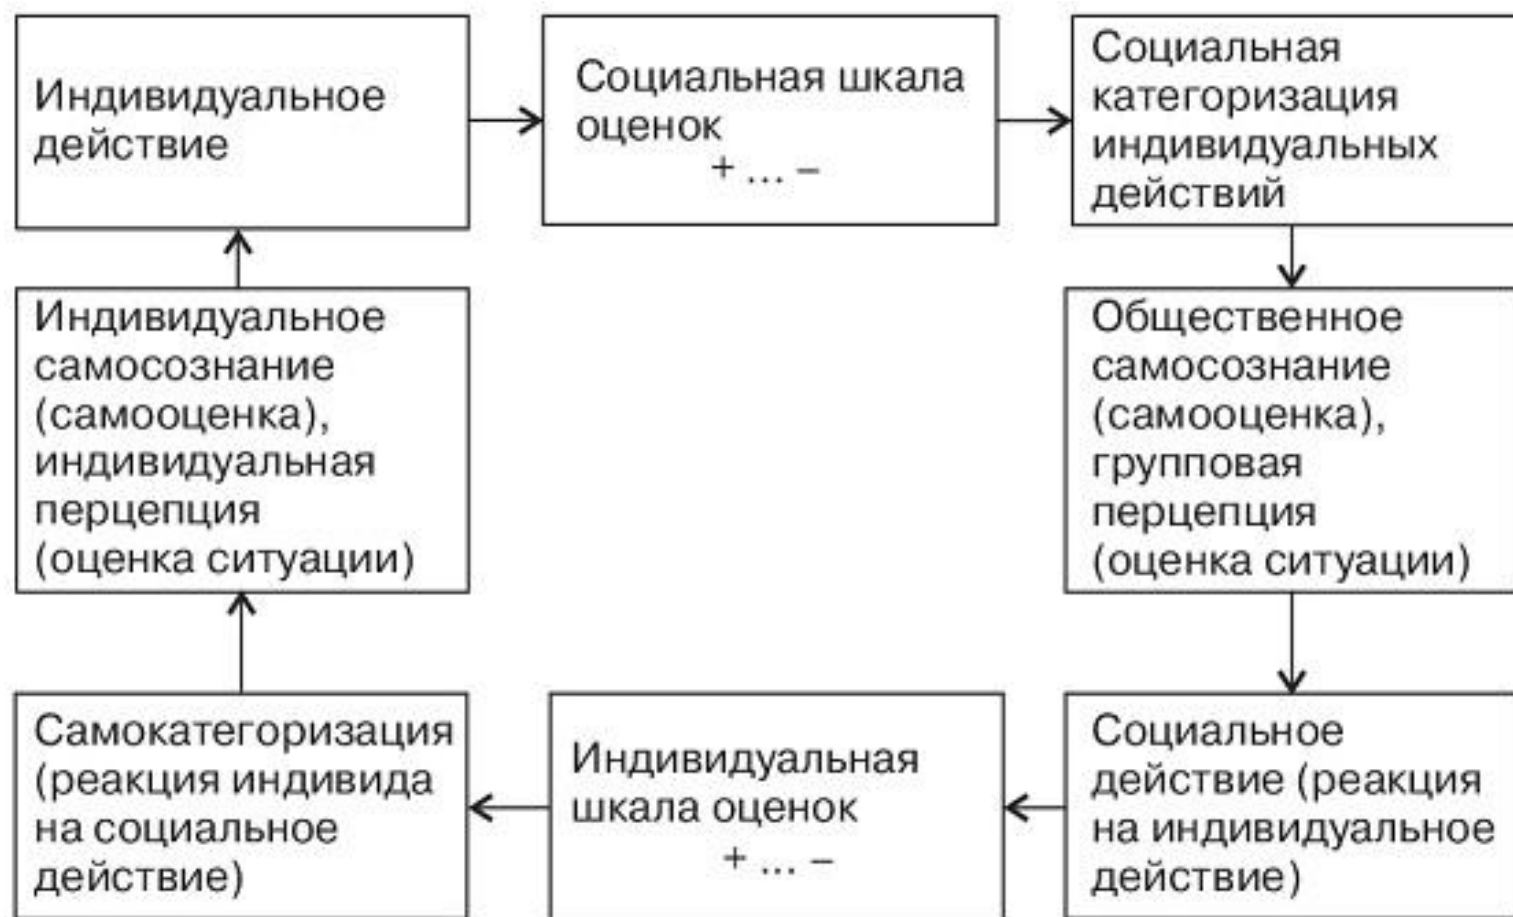 Индивидуальное
действие
Социальная шкала
оценок
+ ... –
Социальная
категоризация
индивидуальных
действий
Индивидуальное
самосознание
(самооценка),
индивидуальная
перцепция
(оценка ситуации)
Общественное
самосознание
(самооценка),
групповая
перцепция
(оценка ситуации)
Самокатегоризация
(реакция индивида
на социальное
действие)
Индивидуальная
шкала оценок
+ ... –
Социальное
действие (реакция
на индивидуальное
действие)